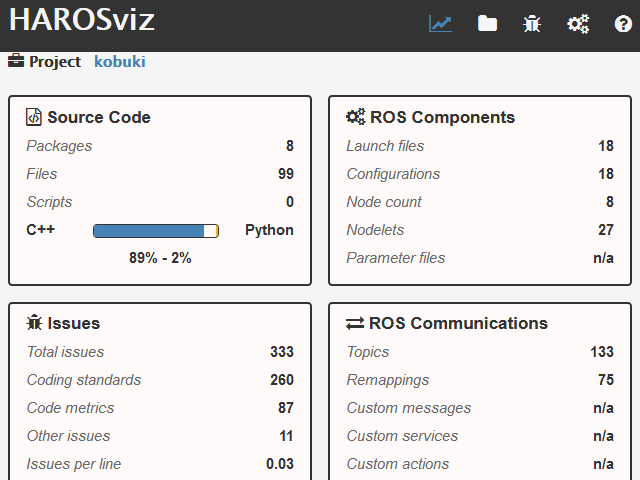 HAROSviz
Project kobuki
Source Code
Packages 8
Files 99
Scripts 0
C++ Python
89% - 2%
ROS Components
Launch files 18
Configurations 18
Node count 8
Nodelets 27
Parameter files n/a
Issues
Total issues 333
Coding standards 260
Code metrics 87
Other issues 11
Issues per line 0.03
ROS Communications
Topics 133
Remappings 75
Custom messages n/a
Custom services n/a
Custom actions n/a